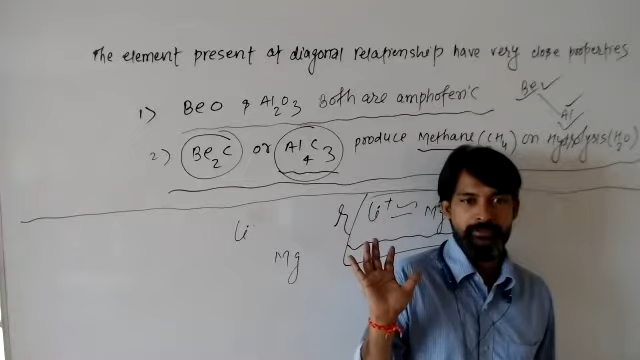 The element present at diagonal relationship have very close properties
1) BeO & Al2O3 Both are amphoteric
Be
Al
2) Be2C or Al4C3 produce Methane (CH4) on Hydrolysis (H2O)
Li
r / Li+ ≃ Mg
Mg